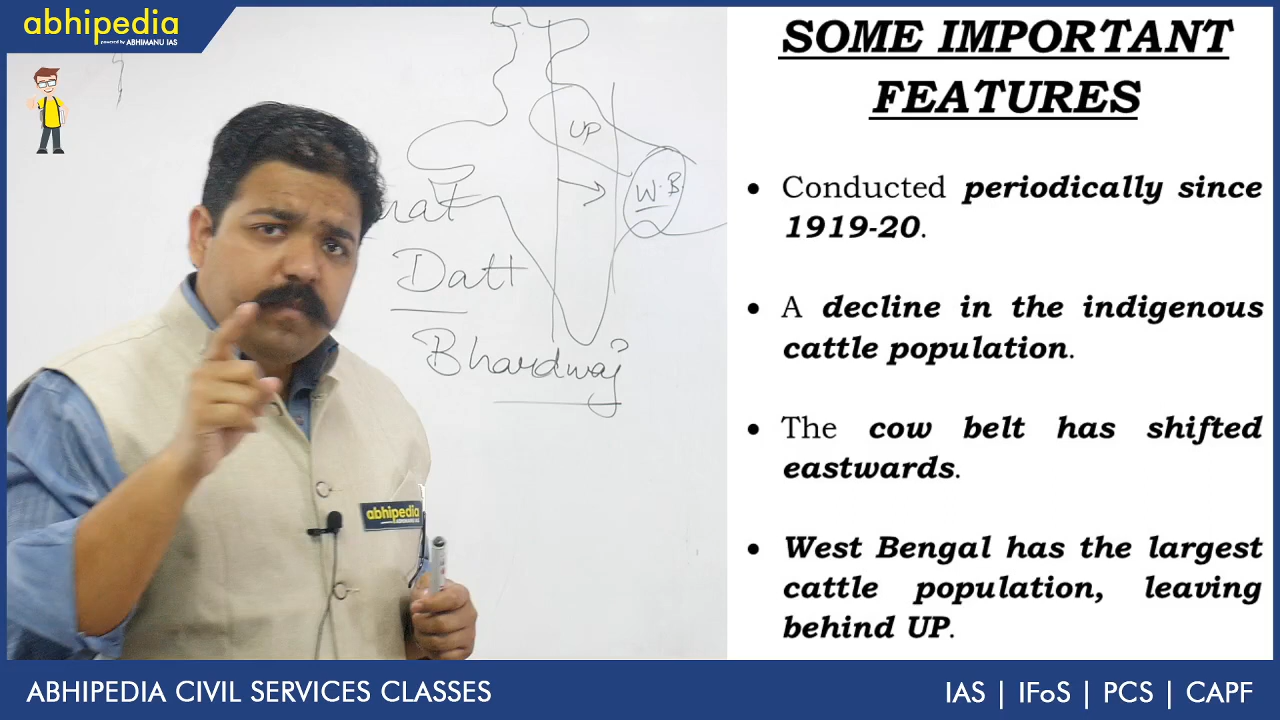 abhipedia
powered by ABHIMANU IAS
UP
W.B
Datt
Bhardwaj
abhipedia
ABHIMANU IAS
SOME IMPORTANT
FEATURES
• Conducted periodically since
1919-20.
• A decline in the indigenous
cattle population.
• The cow belt has shifted
eastwards.
• West Bengal has the largest
cattle population, leaving
behind UP.
ABHIPEDIA CIVIL SERVICES CLASSES
IAS | IFoS | PCS | CAPF